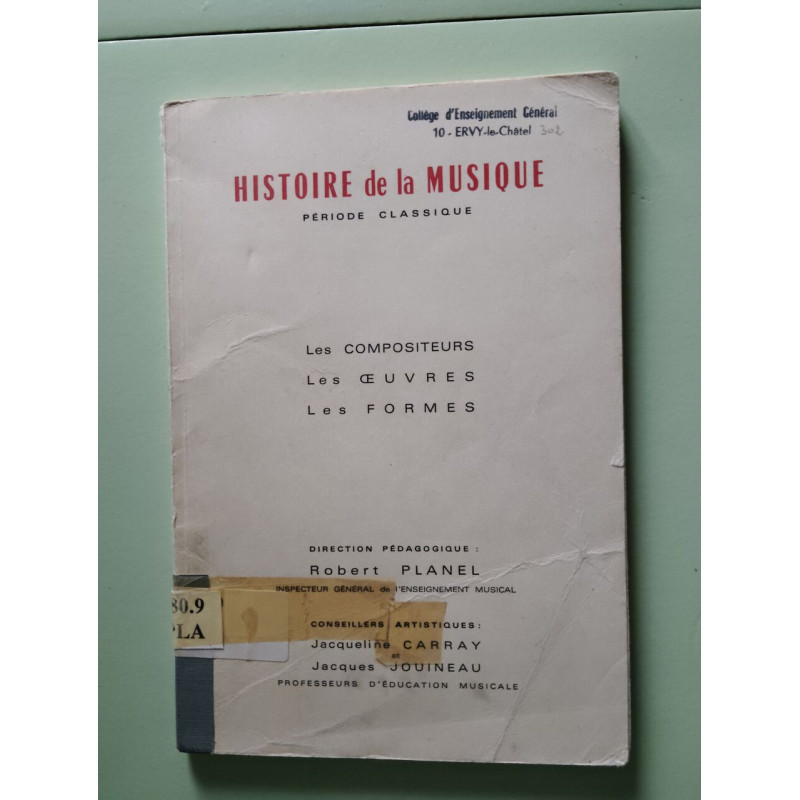 Collège d'Enseignement Général
10 - ERVY-le-Châtel 302
HISTOIRE de la MUSIQUE
PÉRIODE CLASSIQUE
Les COMPOSITEURS
Les ŒUVRES
Les FORMES
DIRECTION PÉDAGOGIQUE :
Robert PLANEL
INSPECTEUR GÉNÉRAL de l'ENSEIGNEMENT MUSICAL
80.9
PLA
CONSEILLERS ARTISTIQUES :
Jacqueline CARRAY
et
Jacques JOUINEAU
PROFESSEURS D'ÉDUCATION MUSICALE